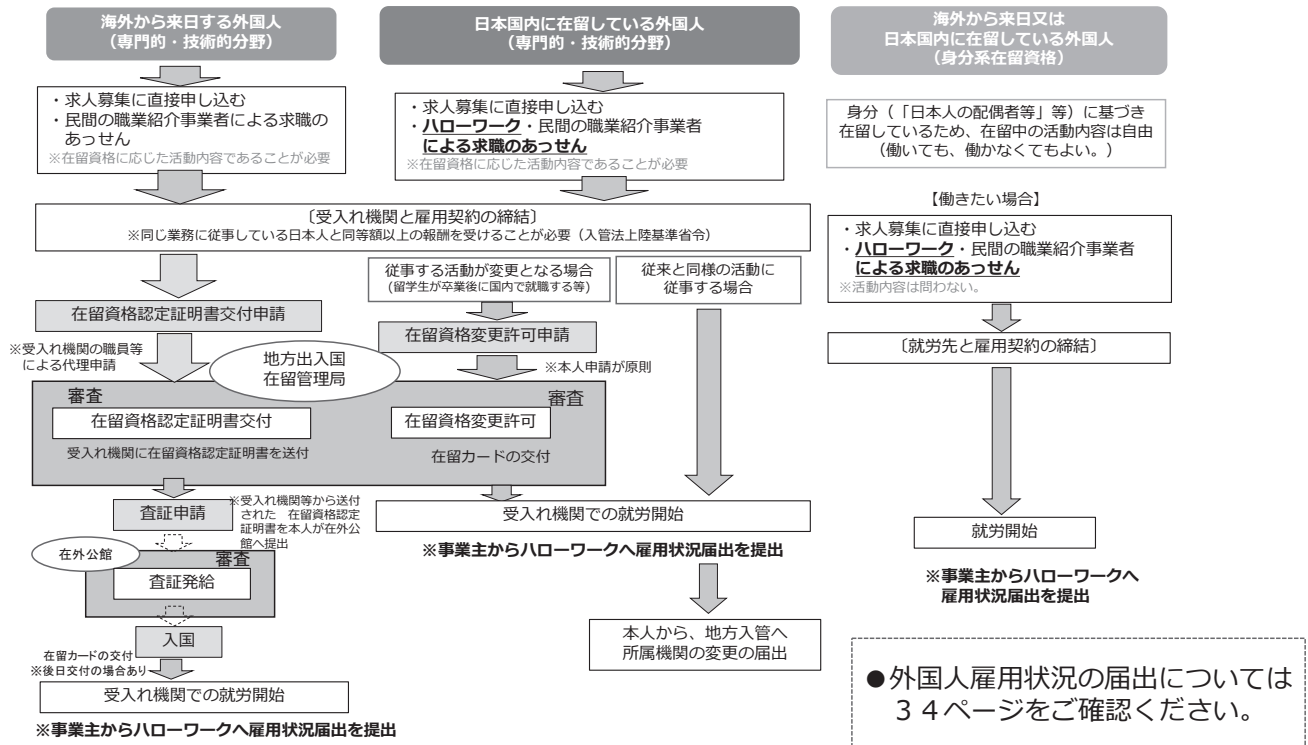 海外から来日する外国人
（専門的・技術的分野）
・求人募集に直接申し込む
・民間の職業紹介事業者による求職の
あっせん
※在留資格に応じた活動内容であることが必要
日本国内に在留している外国人
（専門的・技術的分野）
・求人募集に直接申し込む
・ハローワーク・民間の職業紹介事業者
による求職のあっせん
※在留資格に応じた活動内容であることが必要
〔受入れ機関と雇用契約の締結〕
※同じ業務に従事している日本人と同等額以上の報酬を受けることが必要（入管法上陸基準省令）
在留資格認定証明書交付申請
※受入れ機関の職員等
による代理申請
従事する活動が変更となる場合
(留学生が卒業後に国内で就職する等)
在留資格変更許可申請
※本人申請が原則
従来と同様の活動に
従事する場合
地方出入国
在留管理局
審査
在留資格認定証明書交付
受入れ機関に在留資格認定証明書を送付
審査
在留資格変更許可
在留カードの交付
査証申請
※受入れ機関等から送付
された　在留資格認定
証明書を本人が在外公
館へ提出
在外公館
審査
査証発給
入国
在留カードの交付
※後日交付の場合あり
受入れ機関での就労開始
※事業主からハローワークへ雇用状況届出を提出
受入れ機関での就労開始
※事業主からハローワークへ雇用状況届出を提出
本人から、地方入管へ
所属機関の変更の届出
海外から来日又は
日本国内に在留している外国人
（身分系在留資格）
身分（「日本人の配偶者等」等）に基づき
在留しているため、在留中の活動内容は自由
（働いても、働かなくてもよい。）
【働きたい場合】
・求人募集に直接申し込む
・ハローワーク・民間の職業紹介事業者
による求職のあっせん
※活動内容は問わない。
〔就労先と雇用契約の締結〕
就労開始
※事業主からハローワークへ
雇用状況届出を提出
●外国人雇用状況の届出については
３４ページをご確認ください。